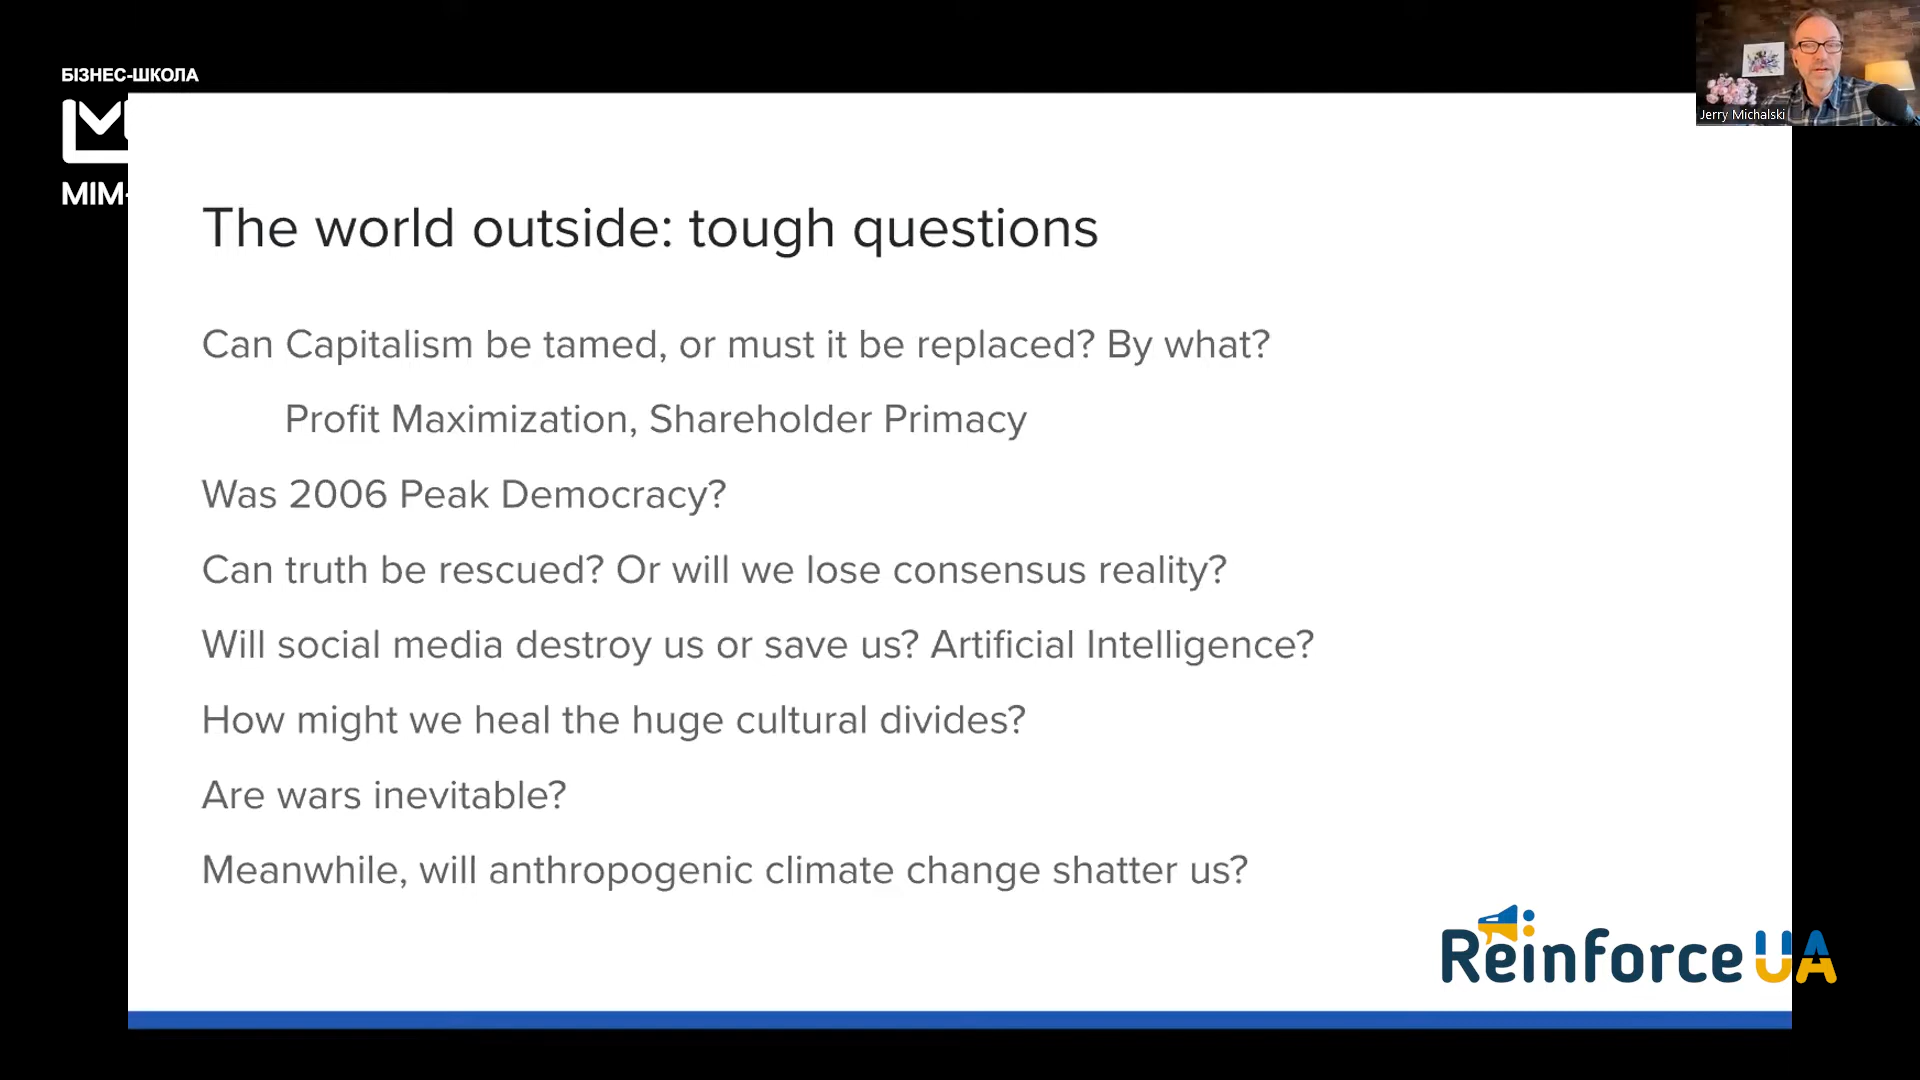 БІЗНЕС-ШКОЛА
МІМ-
Jerry Michalski
The world outside: tough questions
Can Capitalism be tamed, or must it be replaced? By what?
Profit Maximization, Shareholder Primacy
Was 2006 Peak Democracy?
Can truth be rescued? Or will we lose consensus reality?
Will social media destroy us or save us? Artificial Intelligence?
How might we heal the huge cultural divides?
Are wars inevitable?
Meanwhile, will anthropogenic climate change shatter us?
Reinforce UA